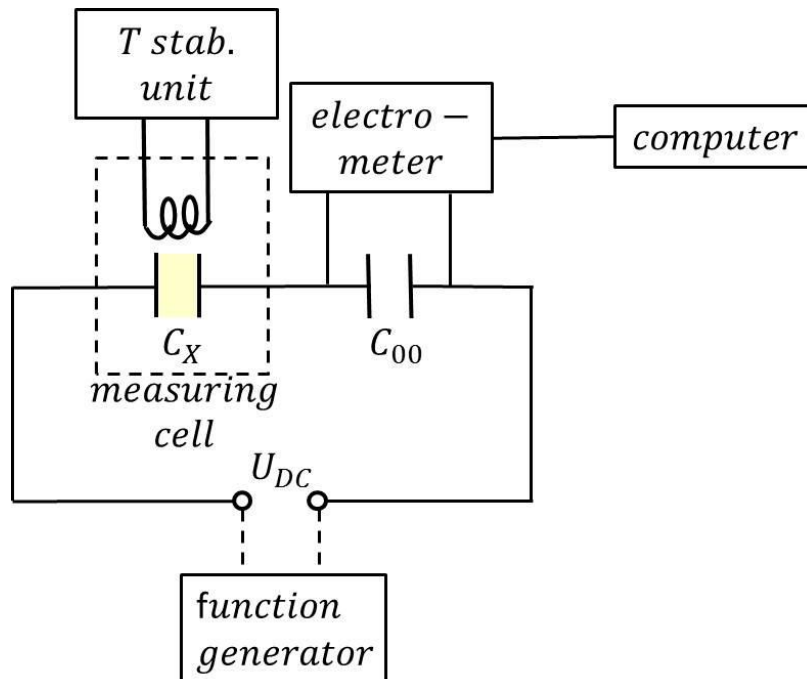 T stab.
unit
electro −
meter
computer
C_X
C_00
measuring
cell
U_DC
function
generator